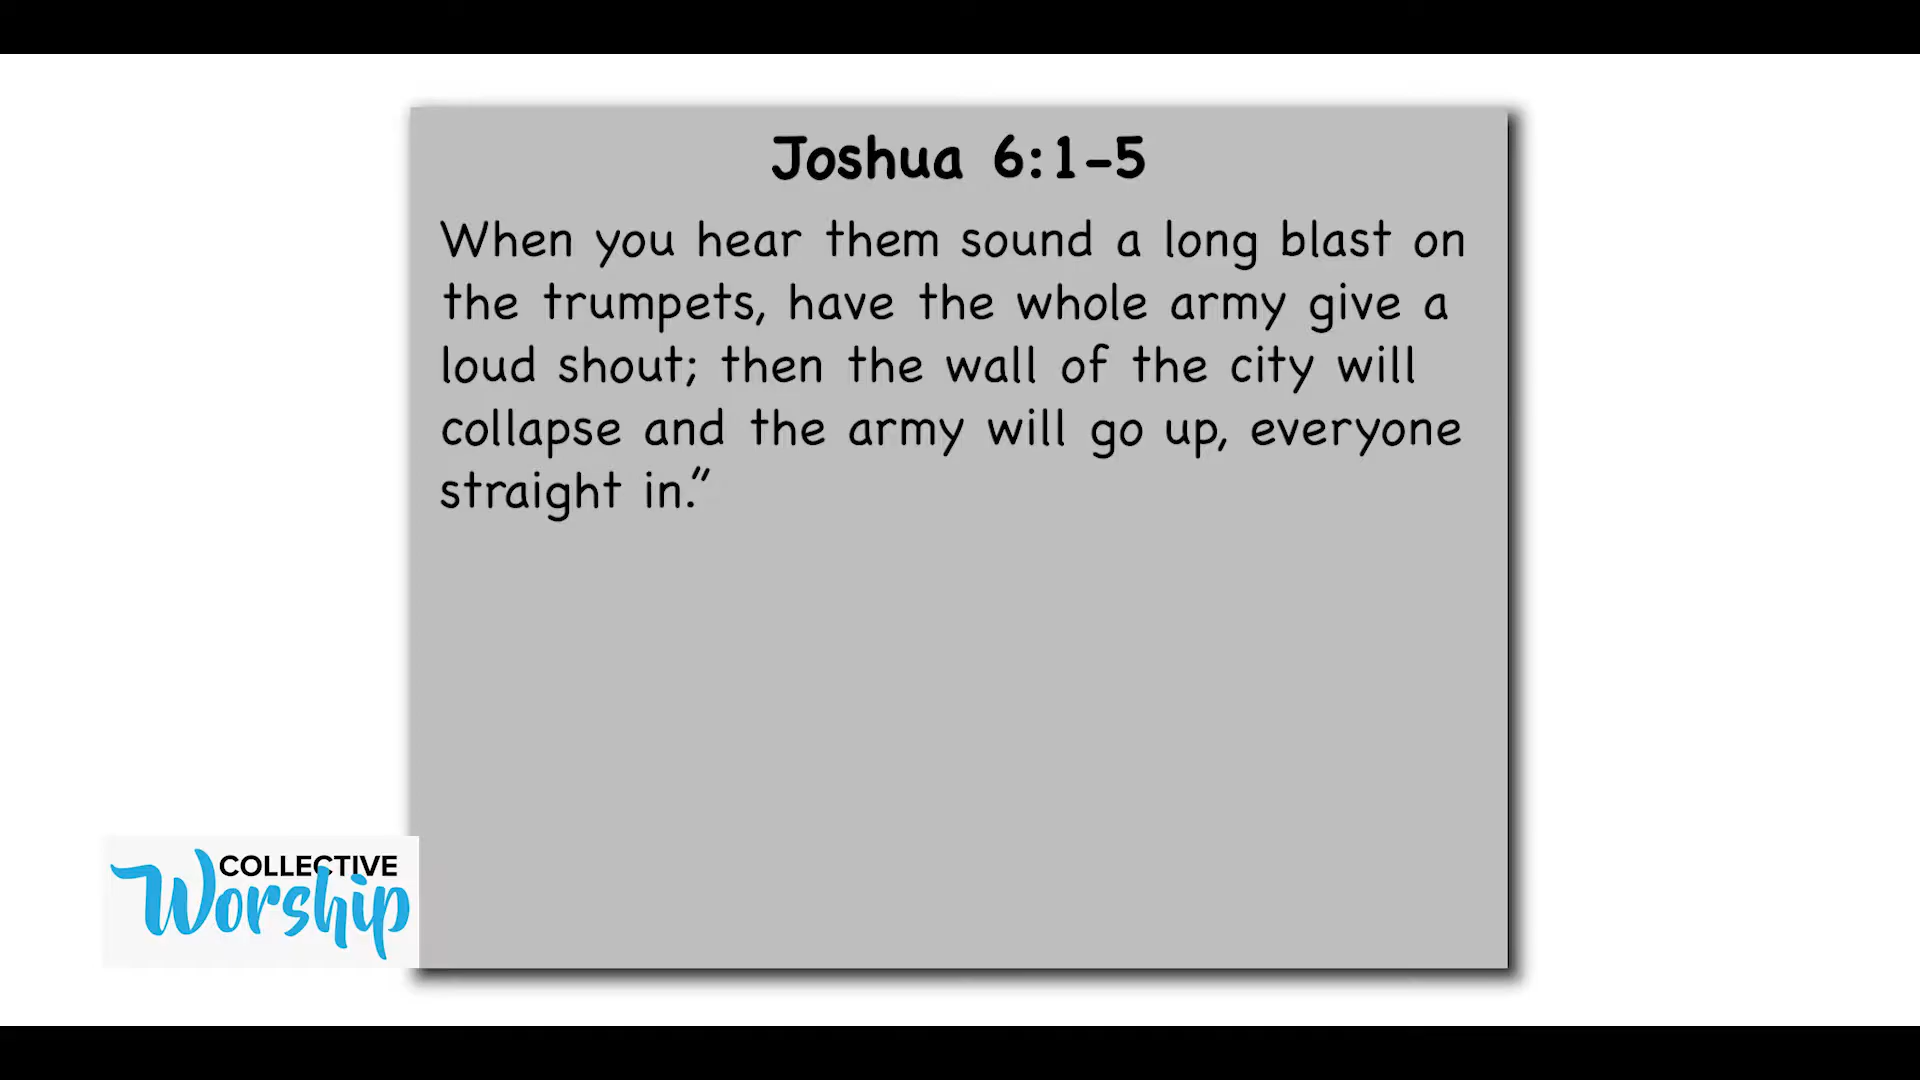 Joshua 6:1-5
When you hear them sound a long blast on
the trumpets, have the whole army give a
loud shout; then the wall of the city will
collapse and the army will go up, everyone
straight in.”
COLLECTIVE
Worship